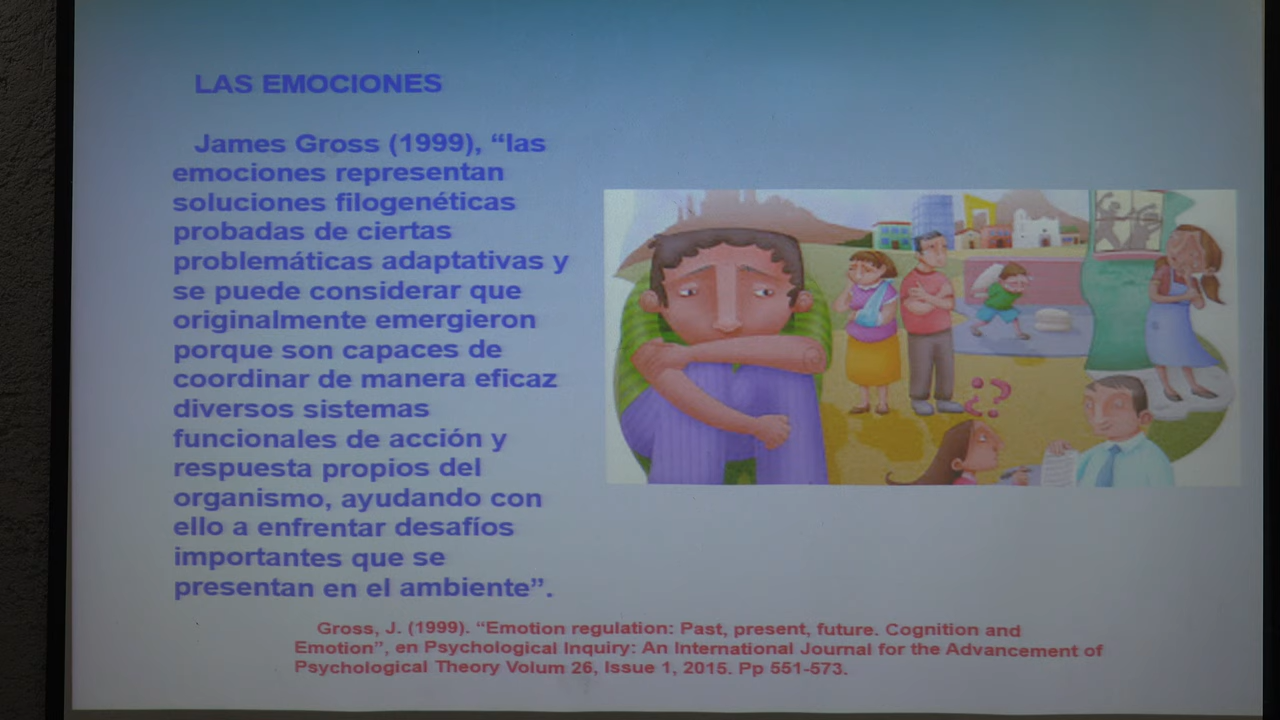 LAS EMOCIONES
James Gross (1999), “las
emociones representan
soluciones filogenéticas
probadas de ciertas
problemáticas adaptativas y
se puede considerar que
originalmente emergieron
porque son capaces de
coordinar de manera eficaz
diversos sistemas
funcionales de acción y
respuesta propios del
organismo, ayudando con
ello a enfrentar desafíos
importantes que se
presentan en el ambiente”.
¿?
Gross, J. (1999). “Emotion regulation: Past, present, future. Cognition and
Emotion”, en Psychological Inquiry: An International Journal for the Advancement of
Psychological Theory Volum 26, Issue 1, 2015. Pp 551-573.